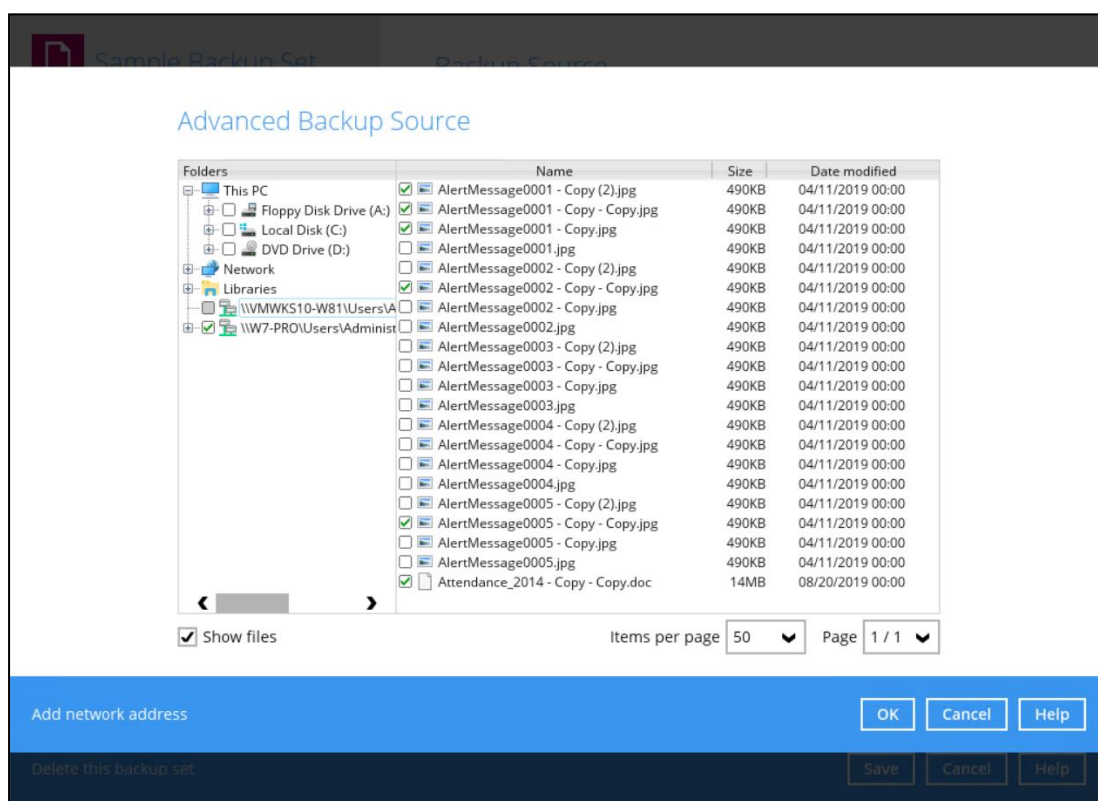 Sample Backup Set
Backup Source
Advanced Backup Source
Folders Name Size Date modified
This PC
Floppy Disk Drive (A:)
Local Disk (C:)
DVD Drive (D:)
Network
Libraries
\\VMWKS10-W81\Users\A
\\W7-PRO\Users\Administ
AlertMessage0001 - Copy (2).jpg 490KB 04/11/2019 00:00
AlertMessage0001 - Copy - Copy.jpg 490KB 04/11/2019 00:00
AlertMessage0001 - Copy.jpg 490KB 04/11/2019 00:00
AlertMessage0001.jpg 490KB 04/11/2019 00:00
AlertMessage0002 - Copy (2).jpg 490KB 04/11/2019 00:00
AlertMessage0002 - Copy - Copy.jpg 490KB 04/11/2019 00:00
AlertMessage0002 - Copy.jpg 490KB 04/11/2019 00:00
AlertMessage0002.jpg 490KB 04/11/2019 00:00
AlertMessage0003 - Copy (2).jpg 490KB 04/11/2019 00:00
AlertMessage0003 - Copy - Copy.jpg 490KB 04/11/2019 00:00
AlertMessage0003 - Copy.jpg 490KB 04/11/2019 00:00
AlertMessage0003.jpg 490KB 04/11/2019 00:00
AlertMessage0004 - Copy (2).jpg 490KB 04/11/2019 00:00
AlertMessage0004 - Copy - Copy.jpg 490KB 04/11/2019 00:00
AlertMessage0004 - Copy.jpg 490KB 04/11/2019 00:00
AlertMessage0004.jpg 490KB 04/11/2019 00:00
AlertMessage0005 - Copy (2).jpg 490KB 04/11/2019 00:00
AlertMessage0005 - Copy - Copy.jpg 490KB 04/11/2019 00:00
AlertMessage0005 - Copy.jpg 490KB 04/11/2019 00:00
AlertMessage0005.jpg 490KB 04/11/2019 00:00
Attendance_2014 - Copy - Copy.doc 14MB 08/20/2019 00:00
Show files Items per page 50 Page 1 / 1
Add network address OK Cancel Help
Delete this backup set Save Cancel Help